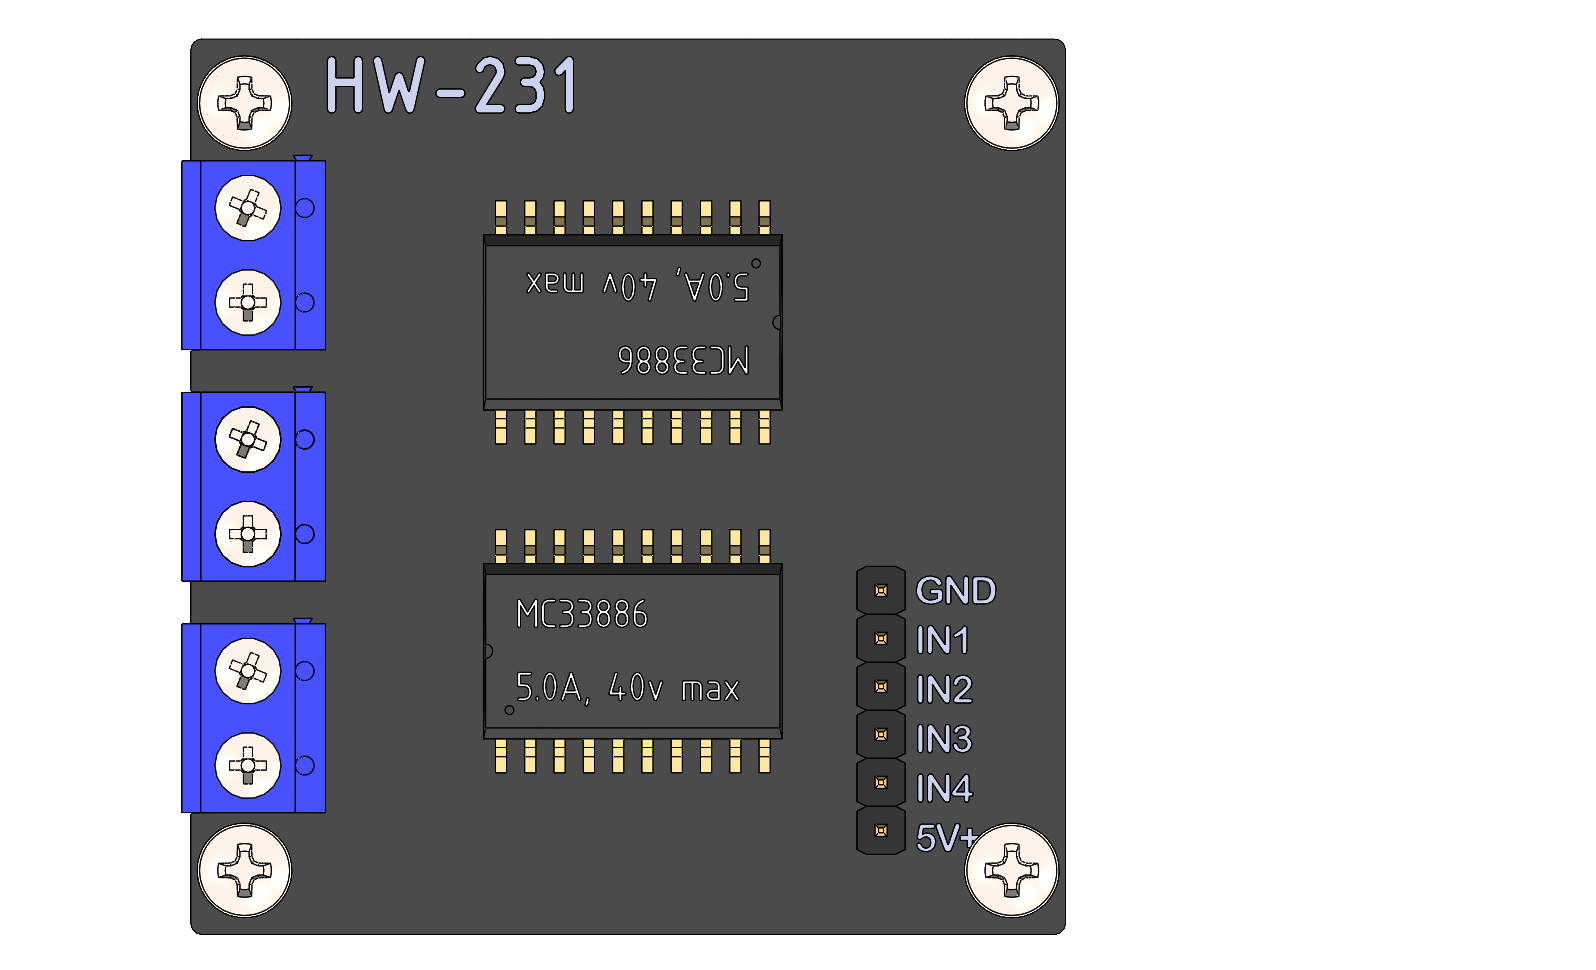 HW-231
MC33886
5.0A, 40v max
MC33886
5.0A, 40v max
GND
IN1
IN2
IN3
IN4
5V+